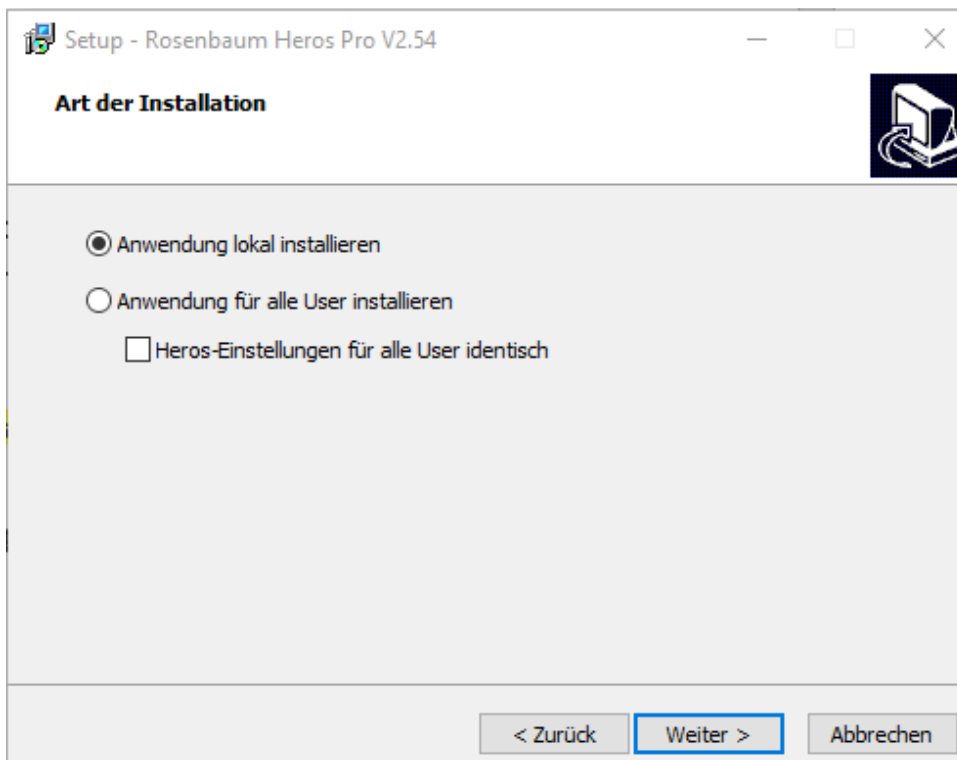 Setup - Rosenbaum Heros Pro V2.54
Art der Installation
Anwendung lokal installieren
Anwendung für alle User installieren
Heros-Einstellungen für alle User identisch
< Zurück
Weiter >
Abbrechen